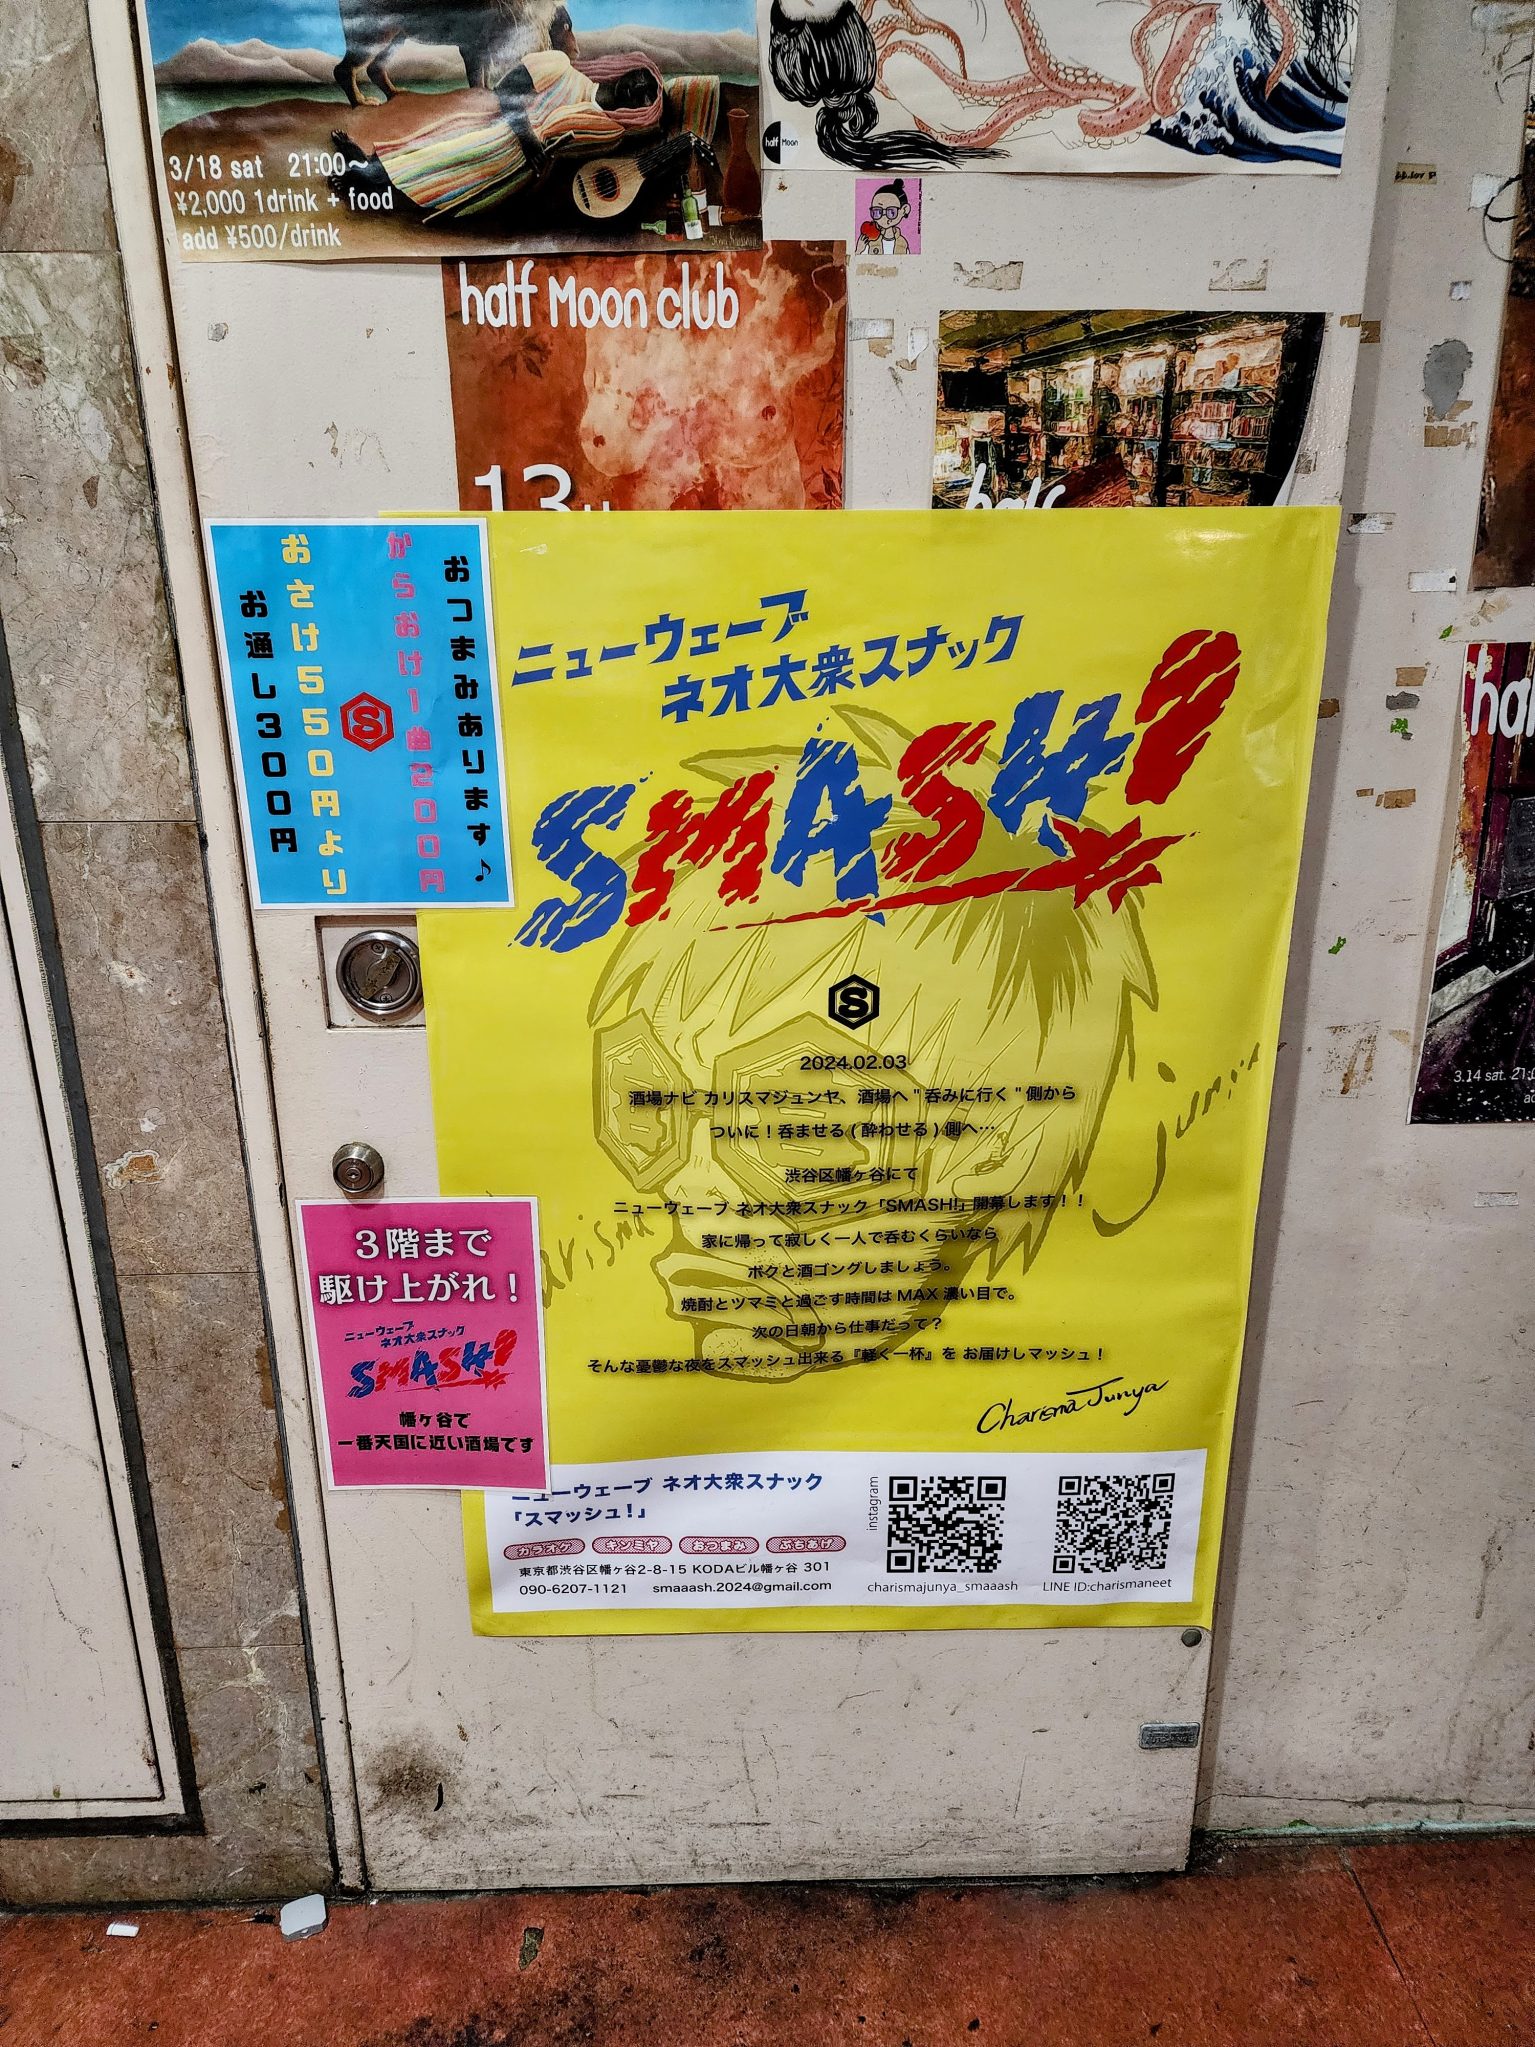 3/18 sat 21:00～
¥2,000 1drink + food
add ¥500/drink
half Moon
half Moon club
13
half
おつまみあります♪
からおけ1曲200円
おさけ550円より
お通し300円
S
ニューウェーブ
ネオ大衆スナック
SMASH!
S
2024.02.03
酒場ナビ カリスマジュンヤ、酒場へ"呑みに行く"側から
ついに！呑ませる(酔わせる)側へ…
渋谷区幡ヶ谷にて
ニューウェーブ ネオ大衆スナック「SMASH!」開幕します！！
家に帰って寂しく一人で呑むくらいなら
ボクと酒ゴングしましょう。
焼酎とツマミと過ごす時間は MAX 濃い目で。
次の日朝から仕事だって？
そんな憂鬱な夜をスマッシュ出来る『軽く一杯』を お届けしマッシュ！
Charisma Junya
３階まで
駆け上がれ！
ニューウェーブ
ネオ大衆スナック
SMASH!
幡ヶ谷で
一番天国に近い酒場です
ニューウェーブ ネオ大衆スナック
「スマッシュ！」
カラオケ キンミヤ おつまみ ぶちあげ
東京都渋谷区幡ヶ谷2-8-15 KODAビル幡ヶ谷 301
090-6207-1121 smaaash.2024@gmail.com
instagram
charismajunya_smaaash
LINE ID:charismaneet
3.14 sat. 21: